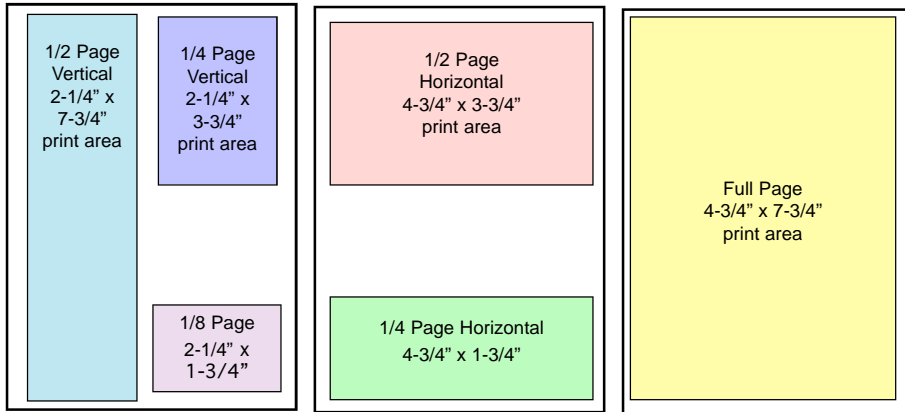 1/2 Page
Vertical
2-1/4” x
7-3/4”
print area
1/4 Page
Vertical
2-1/4” x
3-3/4”
print area
1/8 Page
2-1/4” x
1-3/4”
1/2 Page
Horizontal
4-3/4” x 3-3/4”
print area
1/4 Page Horizontal
4-3/4” x 1-3/4”
Full Page
4-3/4” x 7-3/4”
print area